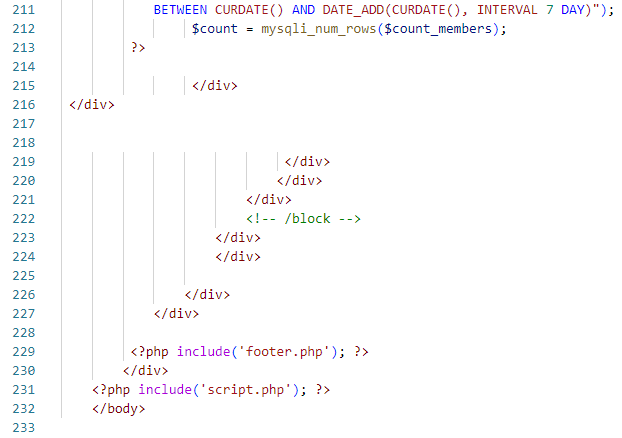 211 BETWEEN CURDATE() AND DATE_ADD(CURDATE(), INTERVAL 7 DAY)");
212 $count = mysqli_num_rows($count_members);
213 ?>
214
215 </div>
216 </div>
217
218
219 </div>
220 </div>
221 </div>
222 <!-- /block -->
223 </div>
224 </div>
225
226 </div>
227 </div>
228
229 <?php include('footer.php'); ?>
230 </div>
231 <?php include('script.php'); ?>
232 </body>
233